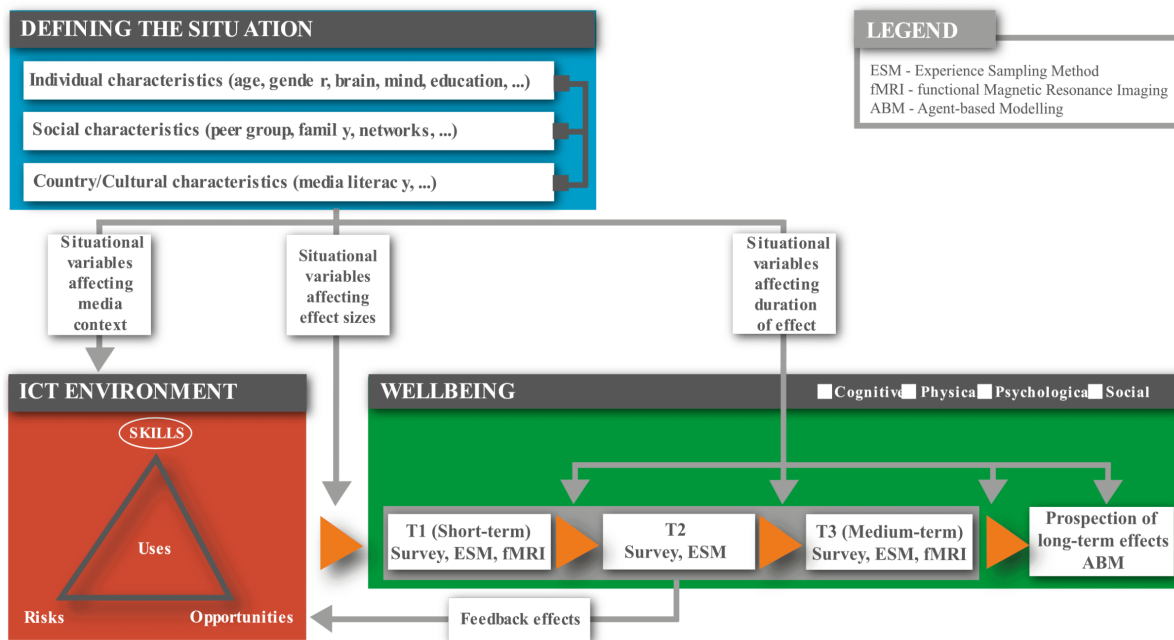 DEFINING THE SITUATION
Individual characteristics (age, gende r, brain, mind, education, ...)
Social characteristics (peer group, famil y, networks, ...)
Country/Cultural characteristics (media literac y, ...)
LEGEND
ESM - Experience Sampling Method
fMRI - functional Magnetic Resonance Imaging
ABM - Agent-based Modelling
Situational
variables
affecting
media
context
Situational
variables
affecting
effect sizes
Situational
variables
affecting
duration
of effect
ICT ENVIRONMENT
SKILLS
Uses
Risks
Opportunities
WELLBEING
Cognitive
Physica
Psychologica
Social
T1 (Short-term)
Survey, ESM, fMRI
T2
Survey, ESM
T3 (Medium-term)
Survey, ESM, fMRI
Prospection of
long-term effects
ABM
Feedback effects